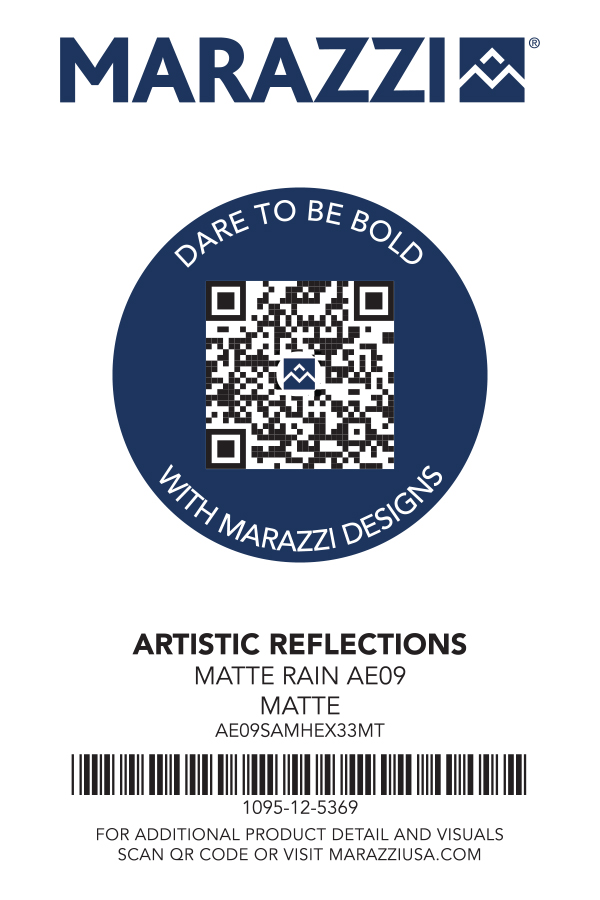 MARAZZI®
DARE TO BE BOLD
WITH MARAZZI DESIGNS
ARTISTIC REFLECTIONS
MATTE RAIN AE09
MATTE
AE09SAMHEX33MT
1095-12-5369
FOR ADDITIONAL PRODUCT DETAIL AND VISUALS
SCAN QR CODE OR VISIT MARAZZIUSA.COM